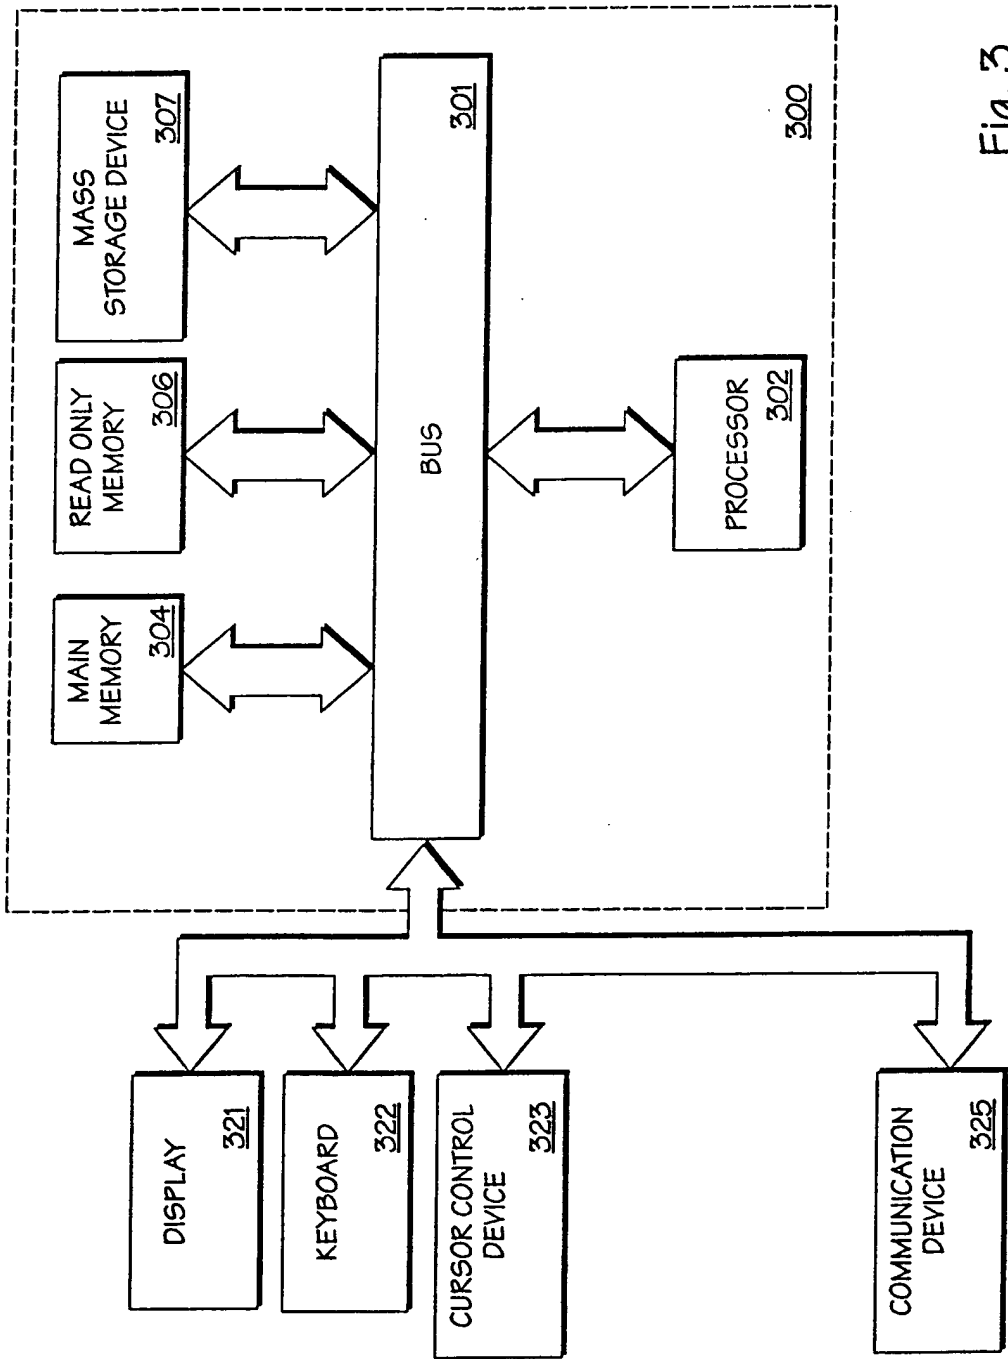 MAIN
MEMORY
304
READ ONLY
MEMORY
306
MASS
STORAGE DEVICE
307
BUS
301
PROCESSOR
302
300
DISPLAY
321
KEYBOARD
322
CURSOR CONTROL
DEVICE
323
COMMUNICATION
DEVICE
325
Fig. 3